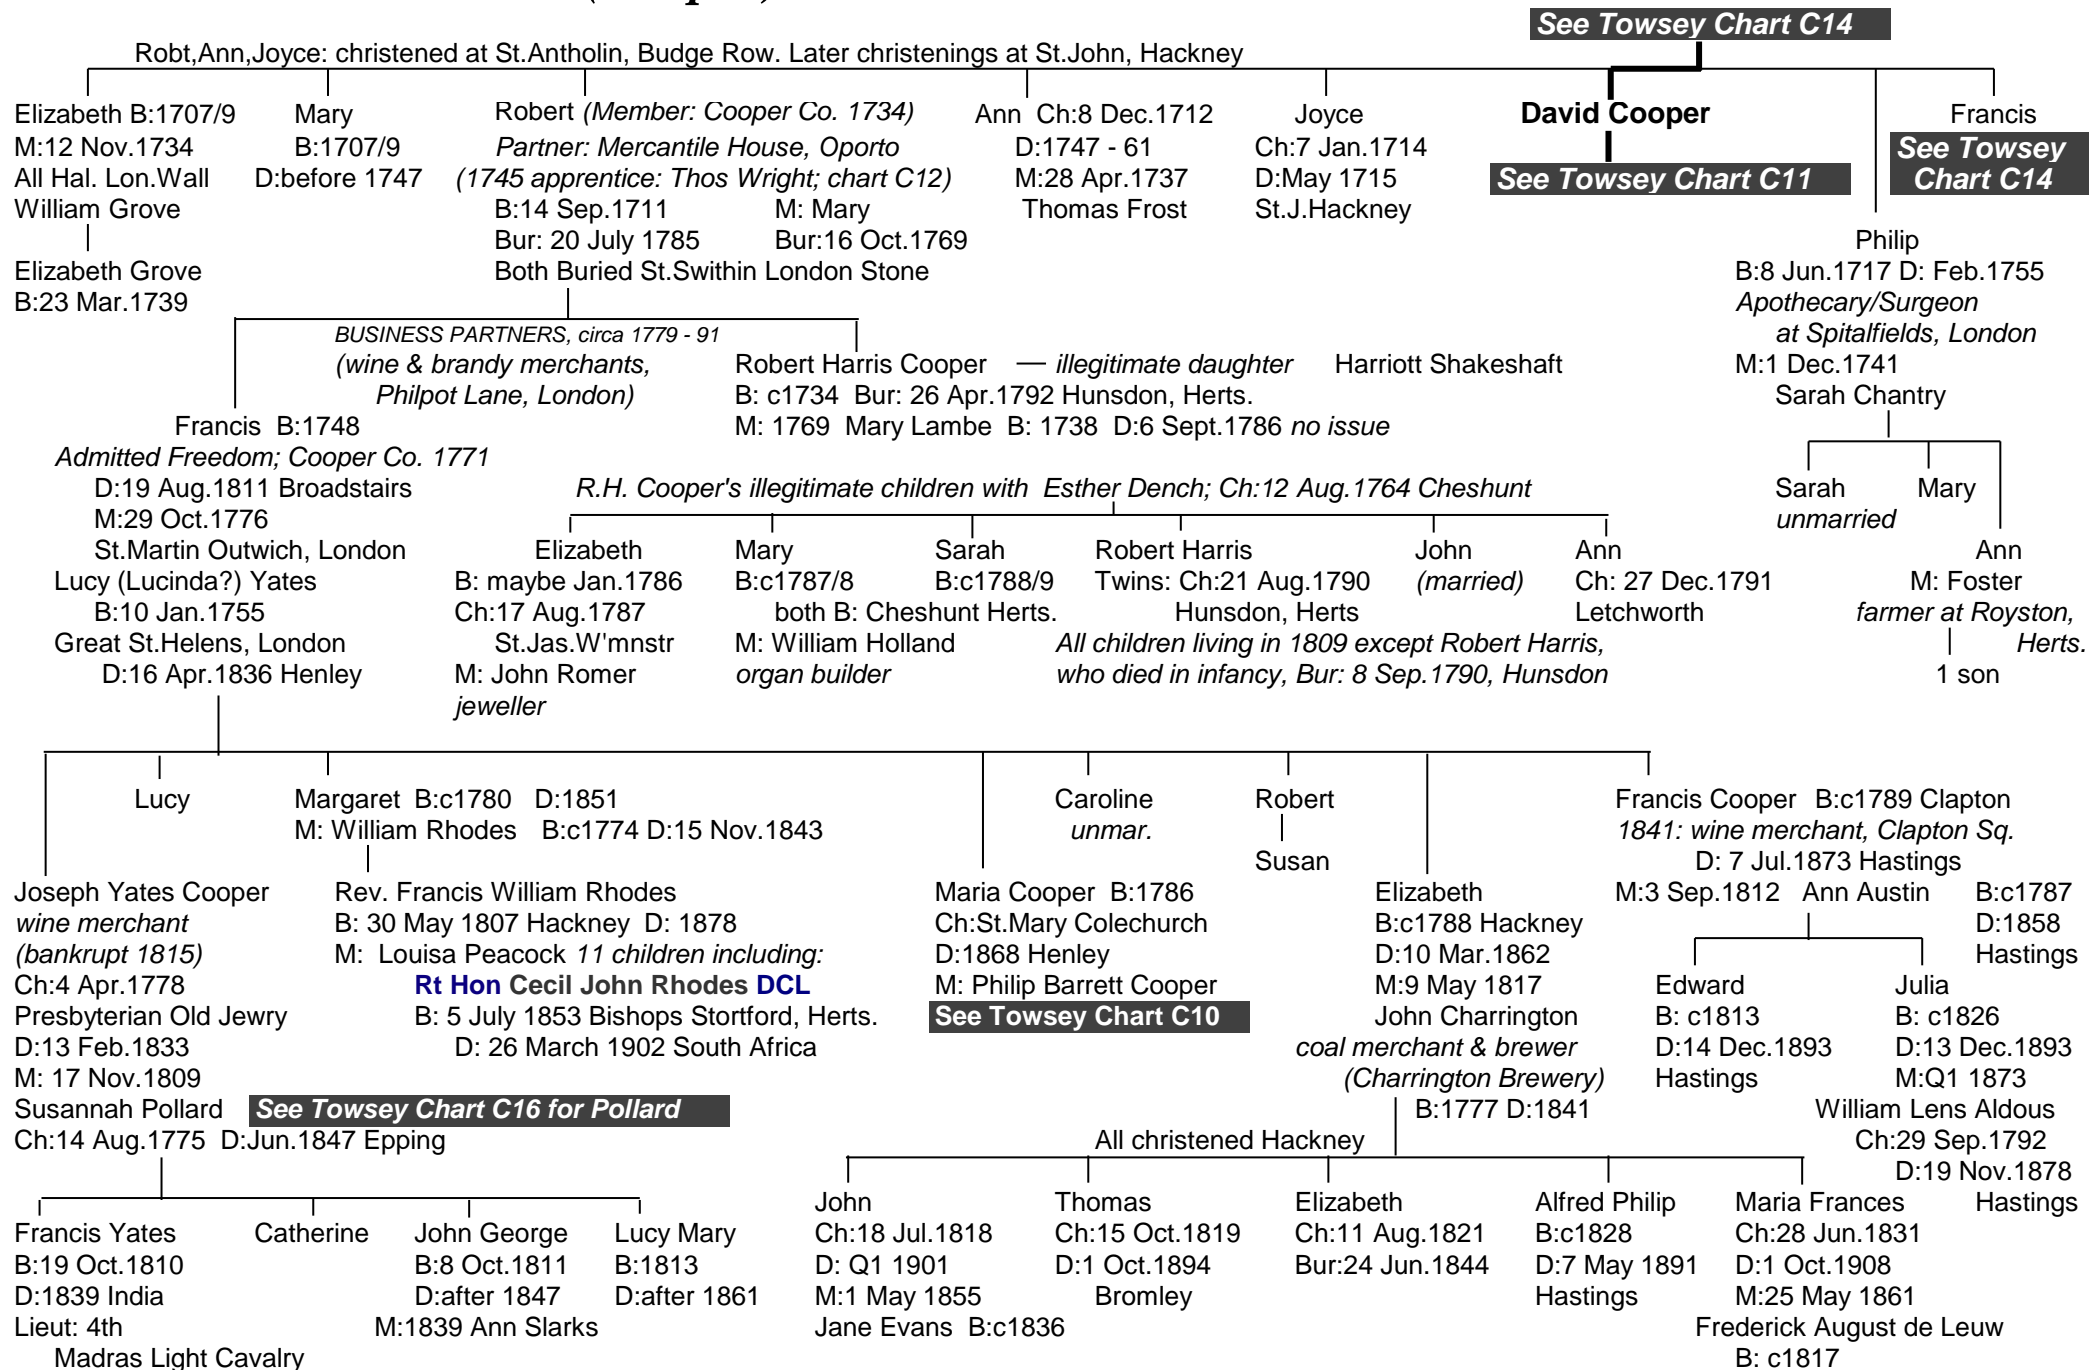 See Towsey Chart C14
Robt,Ann,Joyce: christened at St.Antholin, Budge Row. Later christenings at St.John, Hackney
Elizabeth B:1707/9
M:12 Nov.1734
All Hal. Lon.Wall
William Grove
Elizabeth Grove
B:23 Mar.1739
Mary
B:1707/9
D:before 1747
Robert (Member: Cooper Co. 1734)
Partner: Mercantile House, Oporto
(1745 apprentice: Thos Wright; chart C12)
B:14 Sep.1711 M: Mary
Bur: 20 July 1785 Bur:16 Oct.1769
Both Buried St.Swithin London Stone
Ann Ch:8 Dec.1712
D:1747 - 61
M:28 Apr.1737
Thomas Frost
Joyce
Ch:7 Jan.1714
D:May 1715
St.J.Hackney
David Cooper
See Towsey Chart C11
Francis
See Towsey
Chart C14
Philip
B:8 Jun.1717 D: Feb.1755
Apothecary/Surgeon
at Spitalfields, London
M:1 Dec.1741
Sarah Chantry
Sarah
unmarried
Mary
Ann
M: Foster
farmer at Royston,
Herts.
1 son
BUSINESS PARTNERS, circa 1779 - 91
(wine & brandy merchants,
Philpot Lane, London)
Robert Harris Cooper — illegitimate daughter Harriott Shakeshaft
B: c1734 Bur: 26 Apr.1792 Hunsdon, Herts.
M: 1769 Mary Lambe B: 1738 D:6 Sept.1786 no issue
Francis B:1748
Admitted Freedom; Cooper Co. 1771
D:19 Aug.1811 Broadstairs
M:29 Oct.1776
St.Martin Outwich, London
Lucy (Lucinda?) Yates
B:10 Jan.1755
Great St.Helens, London
D:16 Apr.1836 Henley
R.H. Cooper's illegitimate children with Esther Dench; Ch:12 Aug.1764 Cheshunt
Elizabeth
B: maybe Jan.1786
Ch:17 Aug.1787
St.Jas.W'mnstr
M: John Romer
jeweller
Mary
B:c1787/8
Sarah
B:c1788/9
both B: Cheshunt Herts.
M: William Holland
organ builder
Robert Harris
Twins: Ch:21 Aug.1790
Hunsdon, Herts
John
(married)
Ann
Ch: 27 Dec.1791
Letchworth
All children living in 1809 except Robert Harris,
who died in infancy, Bur: 8 Sep.1790, Hunsdon
Lucy
Margaret B:c1780 D:1851
M: William Rhodes B:c1774 D:15 Nov.1843
Caroline
unmar.
Robert
Susan
Francis Cooper B:c1789 Clapton
1841: wine merchant, Clapton Sq.
D: 7 Jul.1873 Hastings
M:3 Sep.1812 Ann Austin B:c1787
D:1858
Hastings
Joseph Yates Cooper
wine merchant
(bankrupt 1815)
Ch:4 Apr.1778
Presbyterian Old Jewry
D:13 Feb.1833
M: 17 Nov.1809
Susannah Pollard See Towsey Chart C16 for Pollard
Ch:14 Aug.1775 D:Jun.1847 Epping
Rev. Francis William Rhodes
B: 30 May 1807 Hackney D: 1878
M: Louisa Peacock 11 children including:
Rt Hon Cecil John Rhodes DCL
B: 5 July 1853 Bishops Stortford, Herts.
D: 26 March 1902 South Africa
Maria Cooper B:1786
Ch:St.Mary Colechurch
D:1868 Henley
M: Philip Barrett Cooper
See Towsey Chart C10
Elizabeth
B:c1788 Hackney
D:10 Mar.1862
M:9 May 1817
John Charrington
coal merchant & brewer
(Charrington Brewery)
B:1777 D:1841
Edward
B: c1813
D:14 Dec.1893
Hastings
Julia
B: c1826
D:13 Dec.1893
M:Q1 1873
William Lens Aldous
Ch:29 Sep.1792
D:19 Nov.1878
Hastings
All christened Hackney
Francis Yates
B:19 Oct.1810
D:1839 India
Lieut: 4th
Madras Light Cavalry
Catherine
John George
B:8 Oct.1811
D:after 1847
M:1839 Ann Slarks
Lucy Mary
B:1813
D:after 1861
John
Ch:18 Jul.1818
D: Q1 1901
M:1 May 1855
Jane Evans B:c1836
Thomas
Ch:15 Oct.1819
D:1 Oct.1894
Bromley
Elizabeth
Ch:11 Aug.1821
Bur:24 Jun.1844
Alfred Philip
B:c1828
D:7 May 1891
Hastings
Maria Frances
Ch:28 Jun.1831
D:1 Oct.1908
M:25 May 1861
Frederick August de Leuw
B: c1817